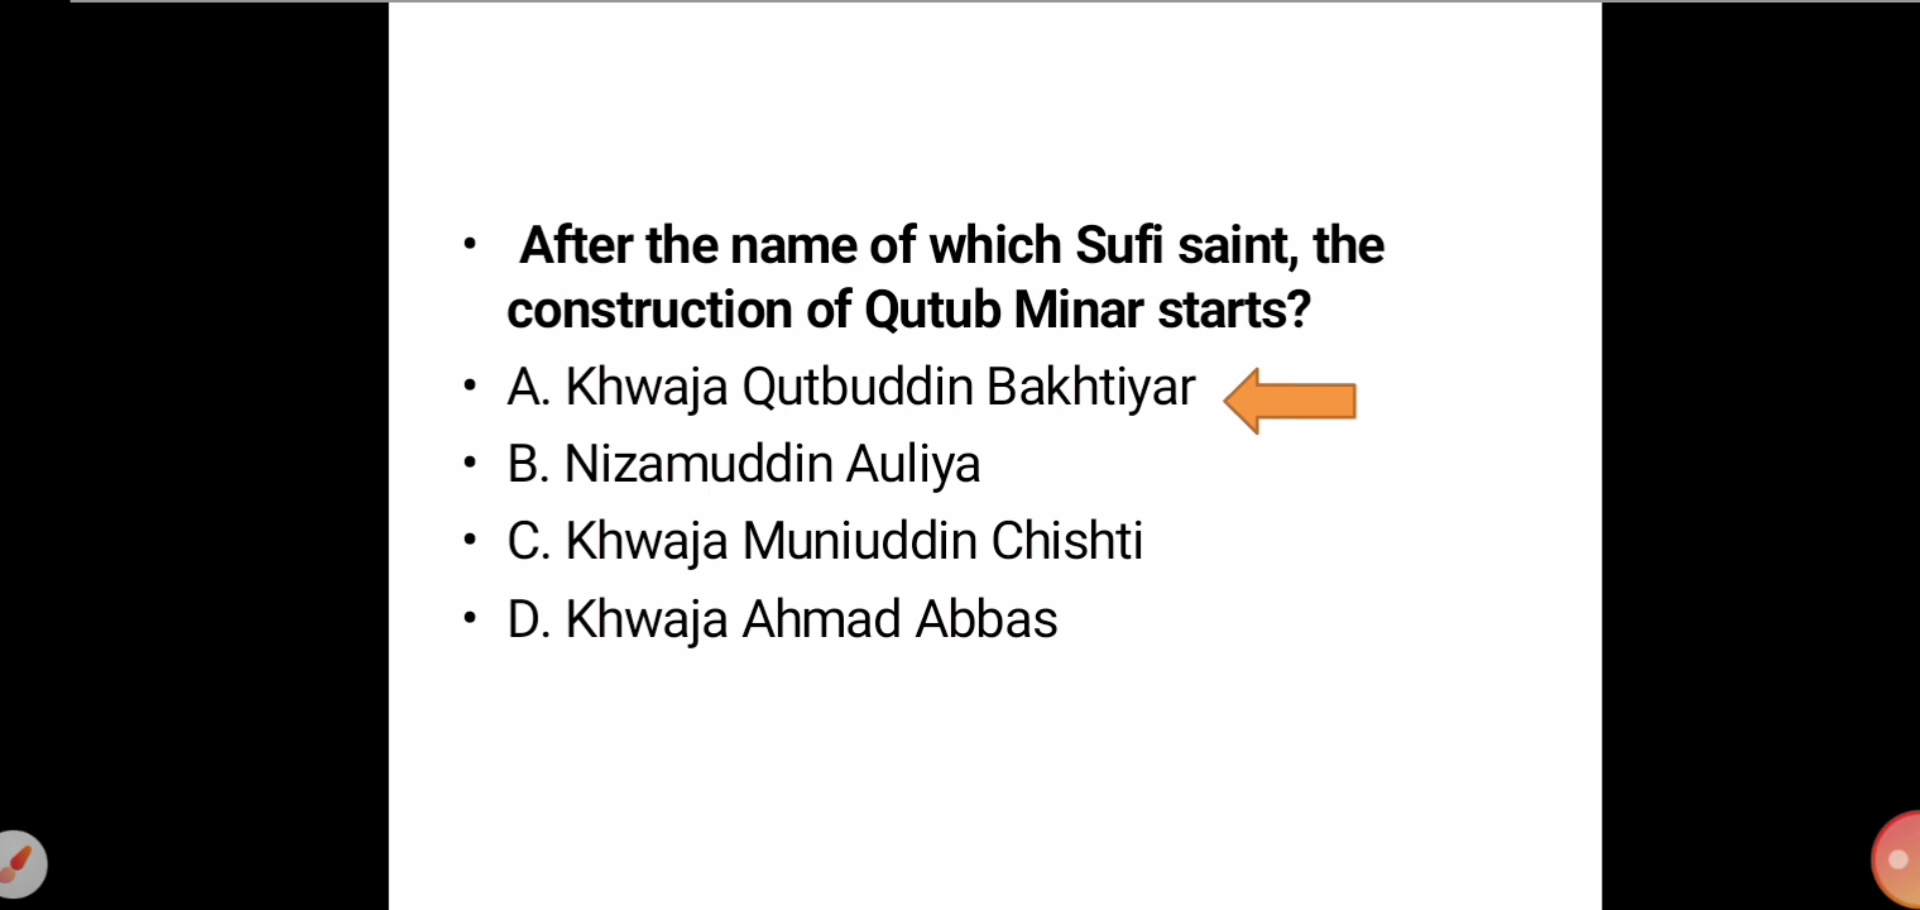 • After the name of which Sufi saint, the
construction of Qutub Minar starts?
• A. Khwaja Qutbuddin Bakhtiyar
• B. Nizamuddin Auliya
• C. Khwaja Muniuddin Chishti
• D. Khwaja Ahmad Abbas